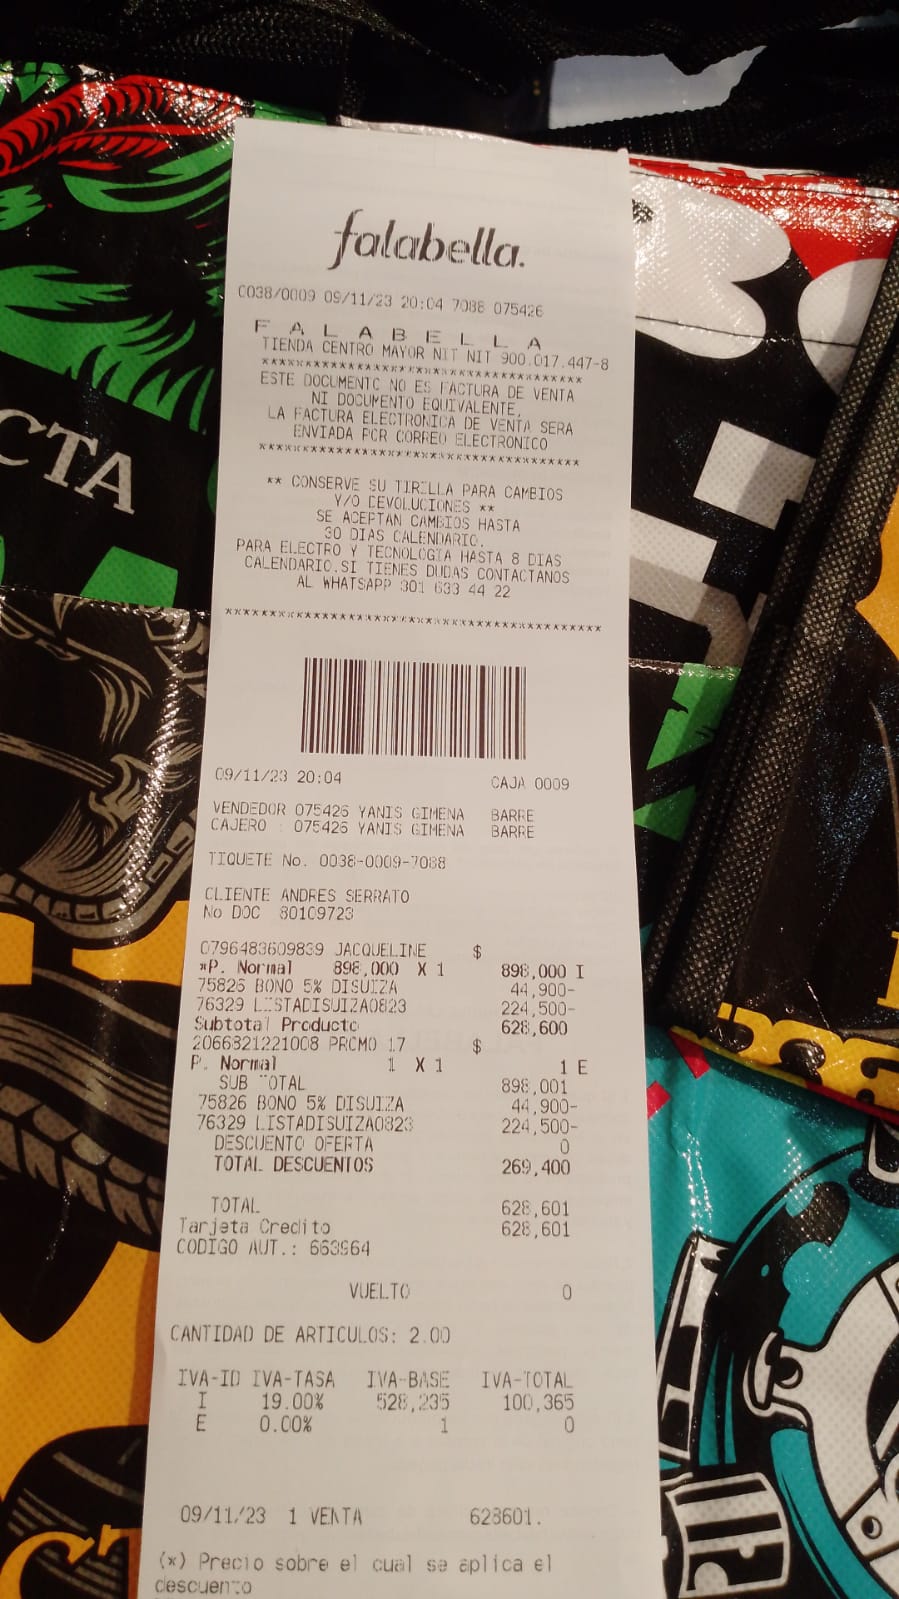 falabella.
C038/0009 09/11/23 20:04 7088 075426
F A L A B E L L A
TIENDA CENTRO MAYOR NIT NIT 900.017.447-8
****************************************
ESTE DOCUMENTO NO ES FACTURA DE VENTA
NI DOCUMENTO EQUIVALENTE,
LA FACTURA ELECTRONICA DE VENTA SERA
ENVIADA POR CORREO ELECTRONICO
****************************************
** CONSERVE SU TIRILLA PARA CAMBIOS
Y/O DEVOLUCIONES **
SE ACEPTAN CAMBIOS HASTA
30 DIAS CALENDARIO.
PARA ELECTRO Y TECNOLOGIA HASTA 8 DIAS
CALENDARIO.SI TIENES DUDAS CONTACTANOS
AL WHATSAPP 301 633 44 22
****************************************
09/11/23 20:04 CAJA 0009
VENDEDOR 075426 YANIS GIMENA BARRE
CAJERO : 075426 YANIS GIMENA BARRE
TIQUETE No. 0038-0009-7088
CLIENTE ANDRES SERRATO
No DOC 80109723
0796483609839 JACQUELINE $
*P. Normal 898,000 X 1 898,000 I
75826 BONO 5% DISUIZA 44,900-
76329 LISTADISUIZA0823 224,500-
Subtotal Producto 628,600
2066821221008 PROMO 17 $
P. Normal 1 X 1 1 E
SUB TOTAL 898,001
75826 BONO 5% DISUIZA 44,900-
76329 LISTADISUIZA0823 224,500-
DESCUENTO OFERTA 0
TOTAL DESCUENTOS 269,400
TOTAL 628,601
Tarjeta Credito 628,601
CODIGO AUT.: 663964
VUELTO 0
CANTIDAD DE ARTICULOS: 2.00
IVA-ID IVA-TASA IVA-BASE IVA-TOTAL
I 19.00% 528,235 100,365
E 0.00% 1 0
09/11/23 1 VENTA 628601.
(*) Precio sobre el cual se aplica el
descuento
CTA